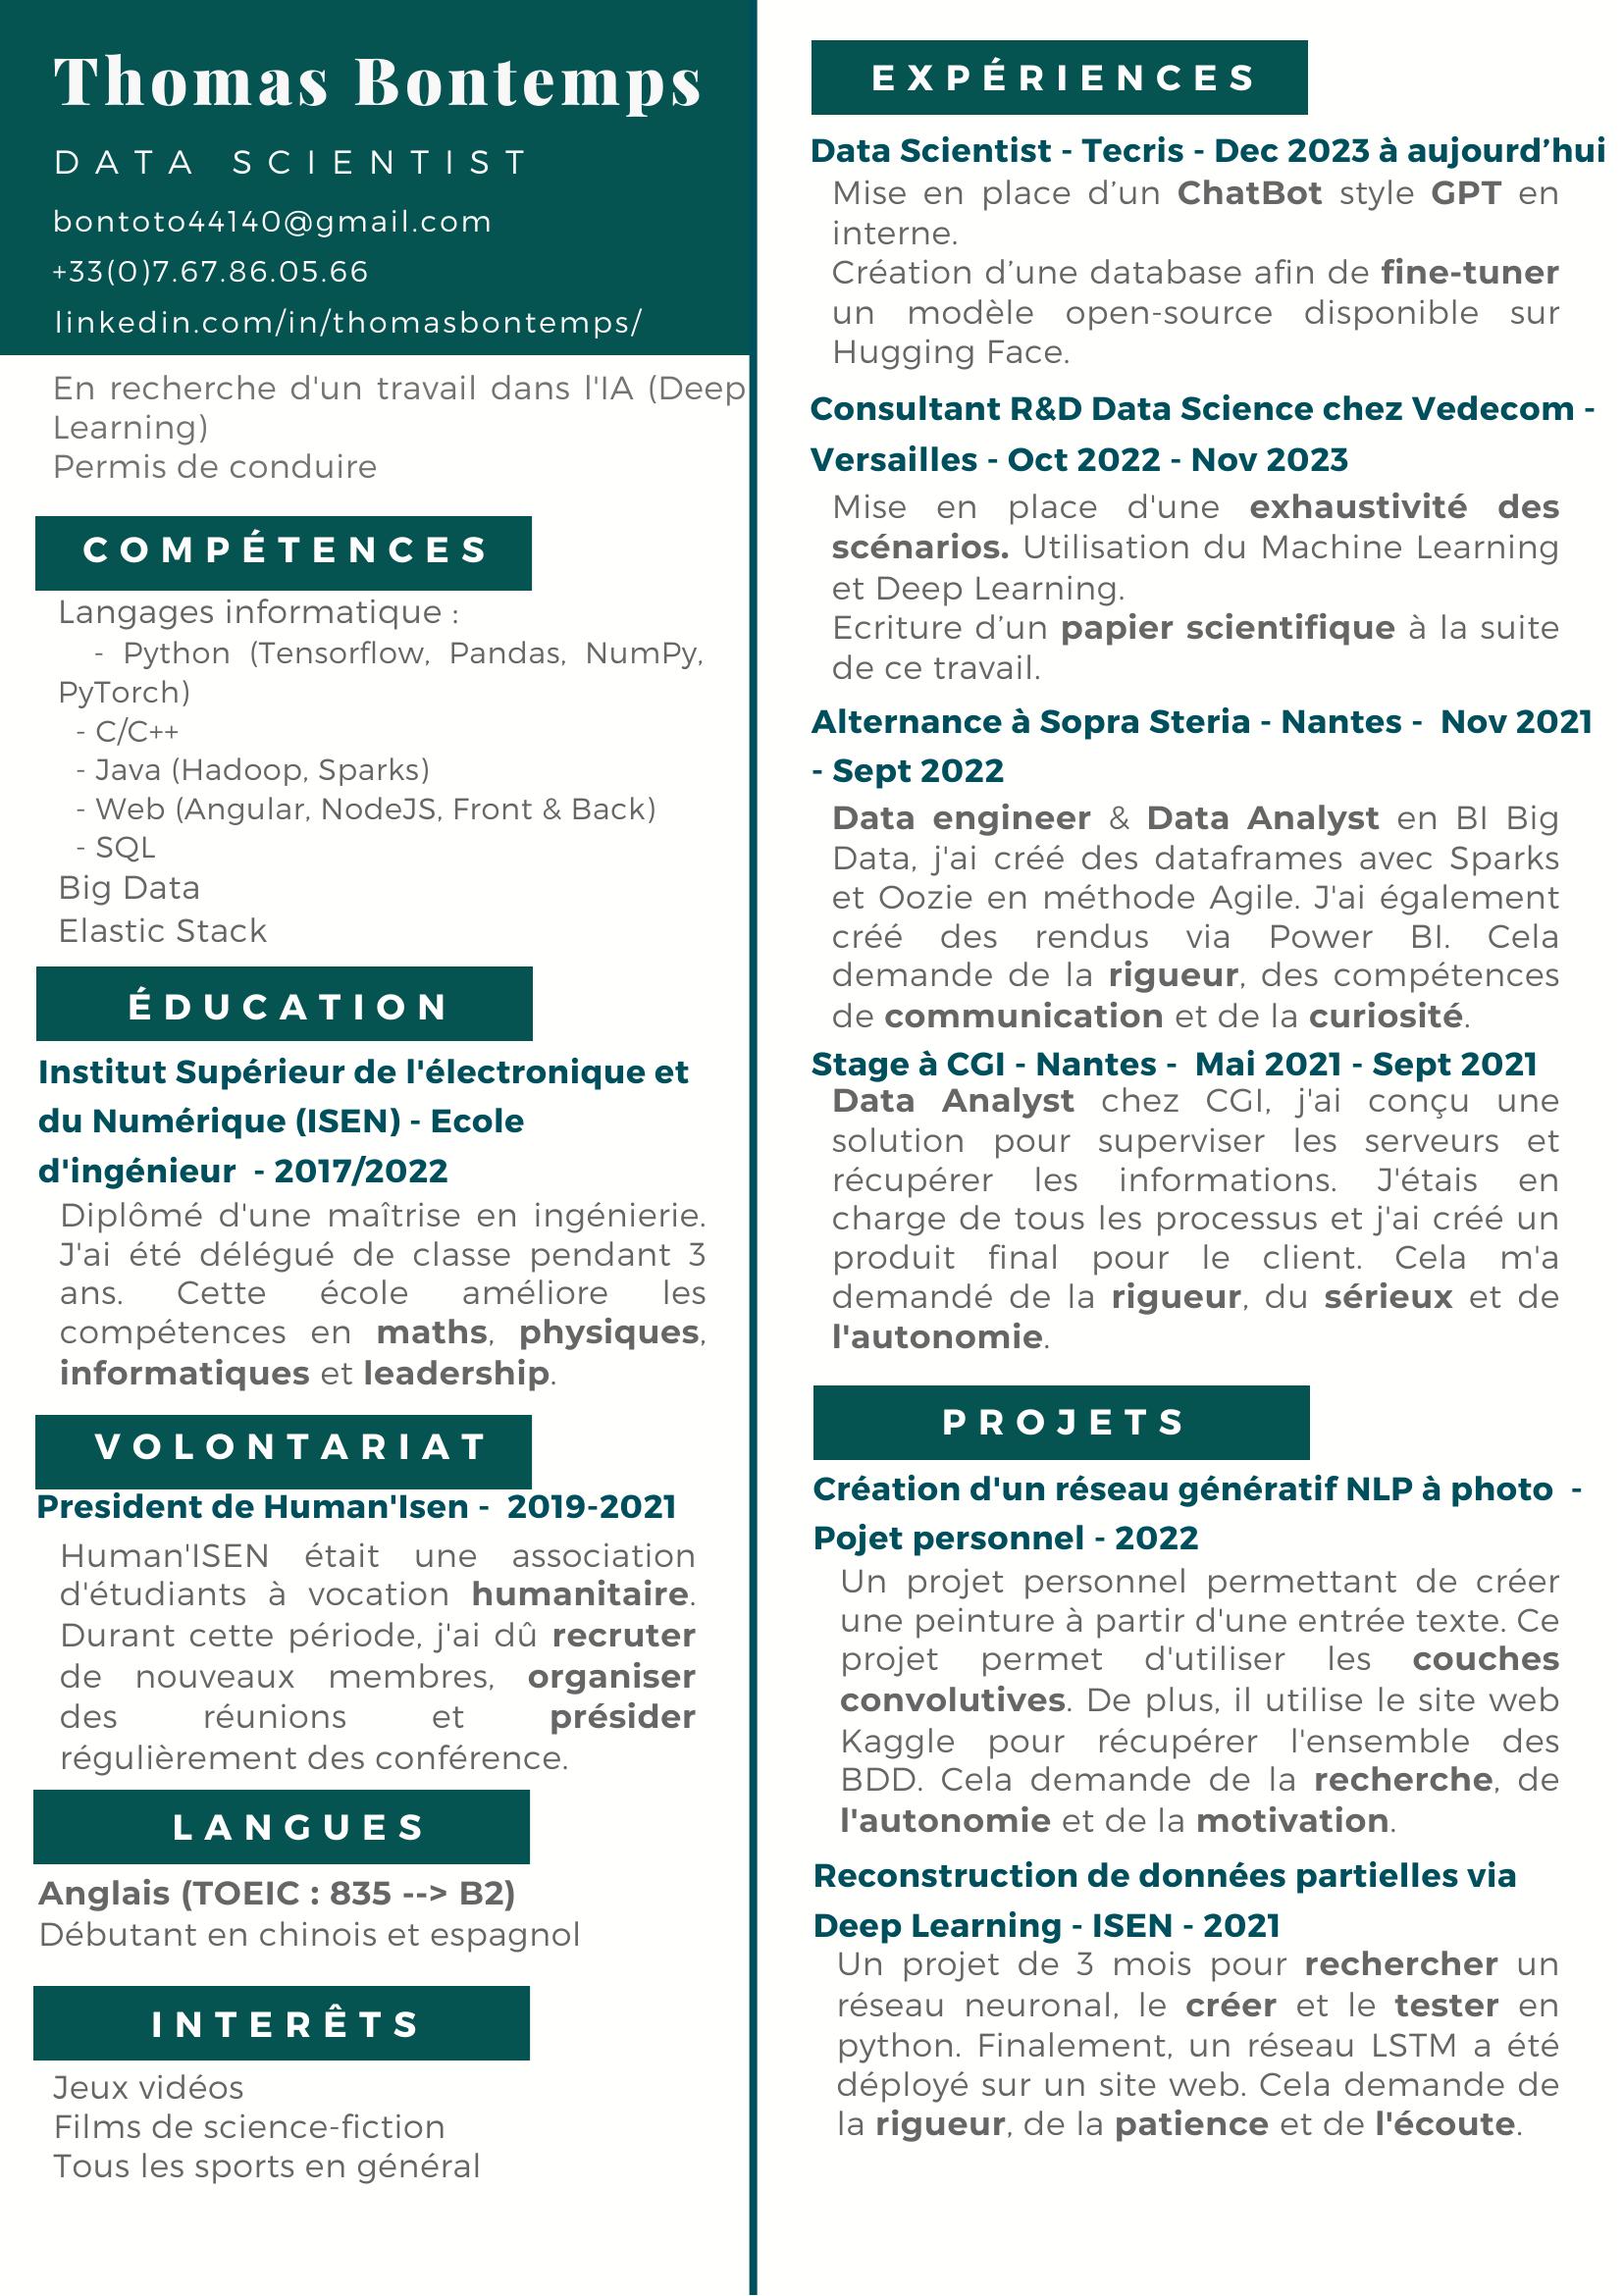 Thomas Bontemps
DATA SCIENTIST
bontoto44140@gmail.com
+33(0)7.67.86.05.66
linkedin.com/in/thomasbontemps/
En recherche d'un travail dans l'IA (Deep
Learning)
Permis de conduire
COMPÉTENCES
Langages informatique :
- Python (Tensorflow, Pandas, NumPy,
PyTorch)
- C/C++
- Java (Hadoop, Sparks)
- Web (Angular, NodeJS, Front & Back)
- SQL
Big Data
Elastic Stack
ÉDUCATION
Institut Supérieur de l'électronique et
du Numérique (ISEN) - Ecole
d'ingénieur - 2017/2022
Diplômé d'une maîtrise en ingénierie.
J'ai été délégué de classe pendant 3
ans. Cette école améliore les
compétences en maths, physiques,
informatiques et leadership.
VOLONTARIAT
President de Human'Isen - 2019-2021
Human'ISEN était une association
d'étudiants à vocation humanitaire.
Durant cette période, j'ai dû recruter
de nouveaux membres, organiser
des réunions et présider
régulièrement des conférence.
LANGUES
Anglais (TOEIC : 835 --> B2)
Débutant en chinois et espagnol
INTERÊTS
Jeux vidéos
Films de science-fiction
Tous les sports en général
EXPÉRIENCES
Data Scientist - Tecris - Dec 2023 à aujourd’hui
Mise en place d’un ChatBot style GPT en
interne.
Création d’une database afin de fine-tuner
un modèle open-source disponible sur
Hugging Face.
Consultant R&D Data Science chez Vedecom -
Versailles - Oct 2022 - Nov 2023
Mise en place d'une exhaustivité des
scénarios. Utilisation du Machine Learning
et Deep Learning.
Ecriture d’un papier scientifique à la suite
de ce travail.
Alternance à Sopra Steria - Nantes - Nov 2021
- Sept 2022
Data engineer & Data Analyst en BI Big
Data, j'ai créé des dataframes avec Sparks
et Oozie en méthode Agile. J'ai également
créé des rendus via Power BI. Cela
demande de la rigueur, des compétences
de communication et de la curiosité.
Stage à CGI - Nantes - Mai 2021 - Sept 2021
Data Analyst chez CGI, j'ai conçu une
solution pour superviser les serveurs et
récupérer les informations. J'étais en
charge de tous les processus et j'ai créé un
produit final pour le client. Cela m'a
demandé de la rigueur, du sérieux et de
l'autonomie.
PROJETS
Création d'un réseau génératif NLP à photo -
Pojet personnel - 2022
Un projet personnel permettant de créer
une peinture à partir d'une entrée texte. Ce
projet permet d'utiliser les couches
convolutives. De plus, il utilise le site web
Kaggle pour récupérer l'ensemble des
BDD. Cela demande de la recherche, de
l'autonomie et de la motivation.
Reconstruction de données partielles via
Deep Learning - ISEN - 2021
Un projet de 3 mois pour rechercher un
réseau neuronal, le créer et le tester en
python. Finalement, un réseau LSTM a été
déployé sur un site web. Cela demande de
la rigueur, de la patience et de l'écoute.